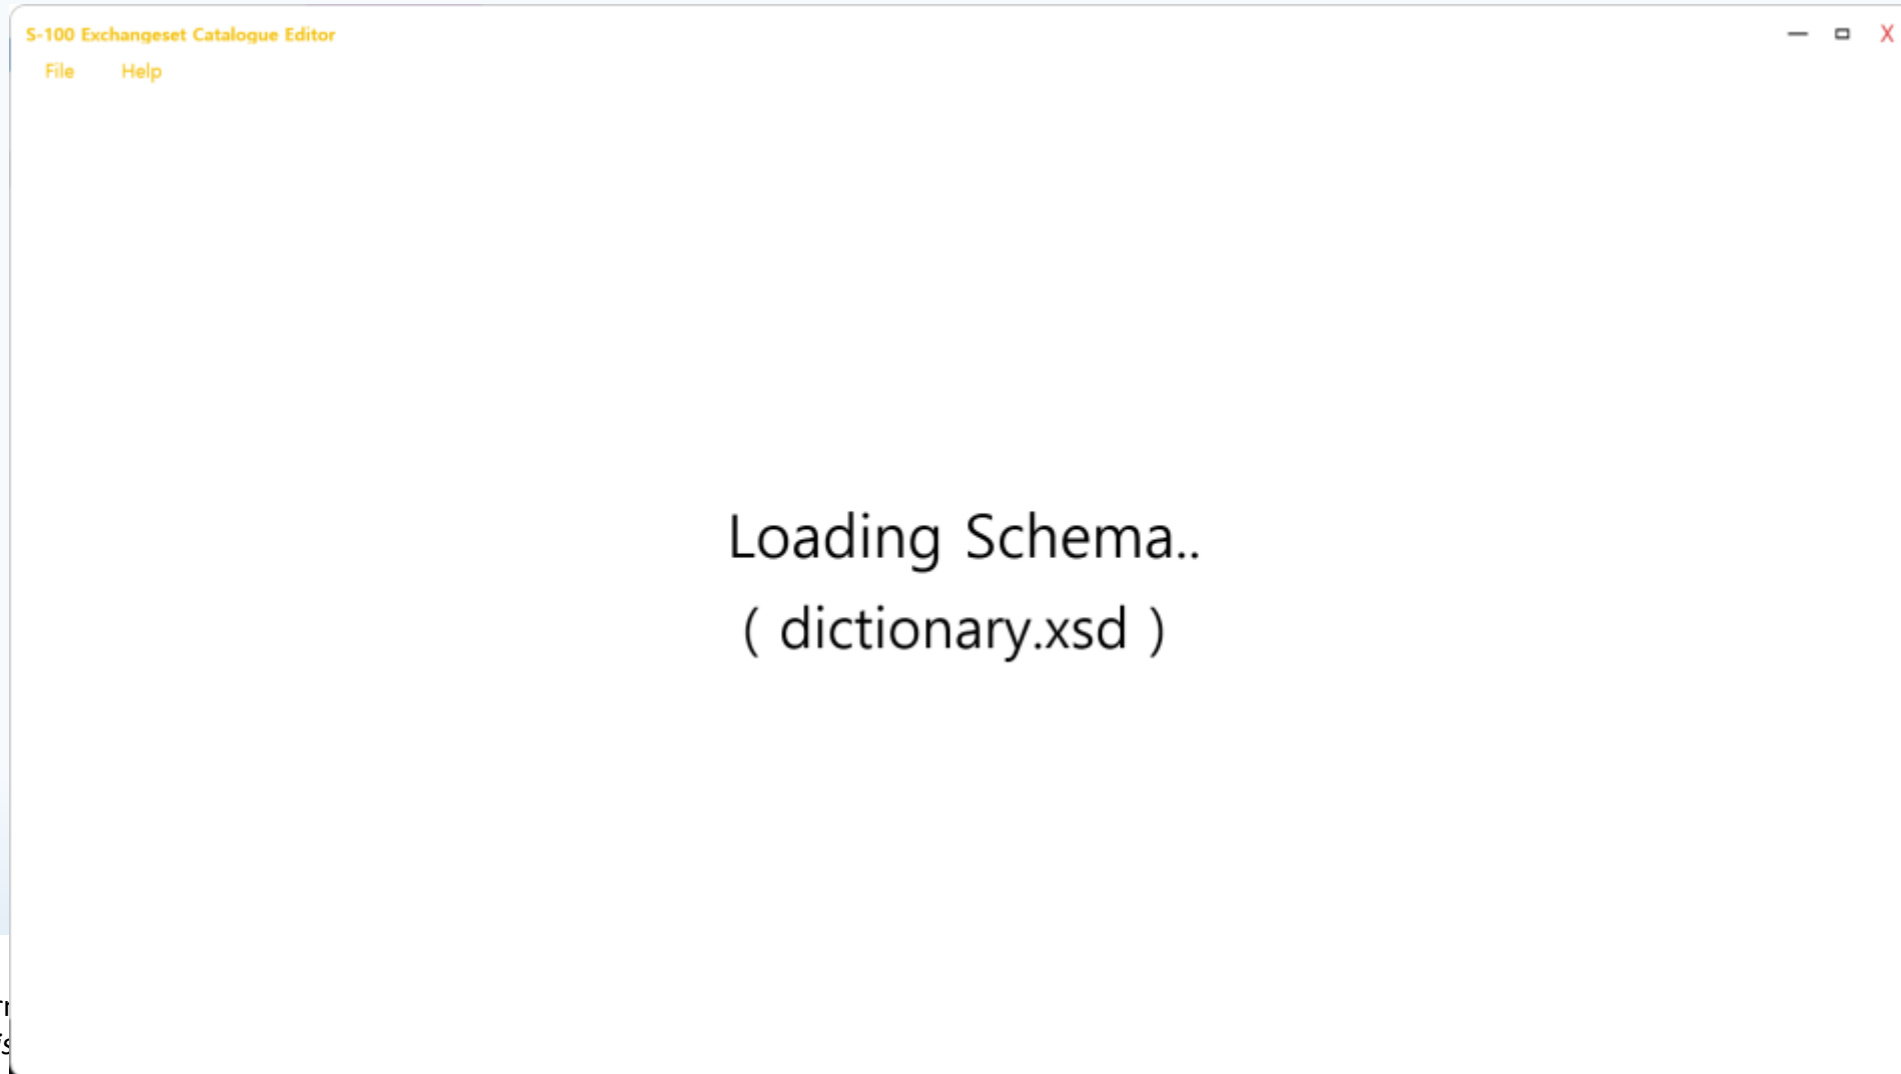 S-100 Exchangeset Catalogue Editor
File Help
Loading Schema..
( dictionary.xsd )